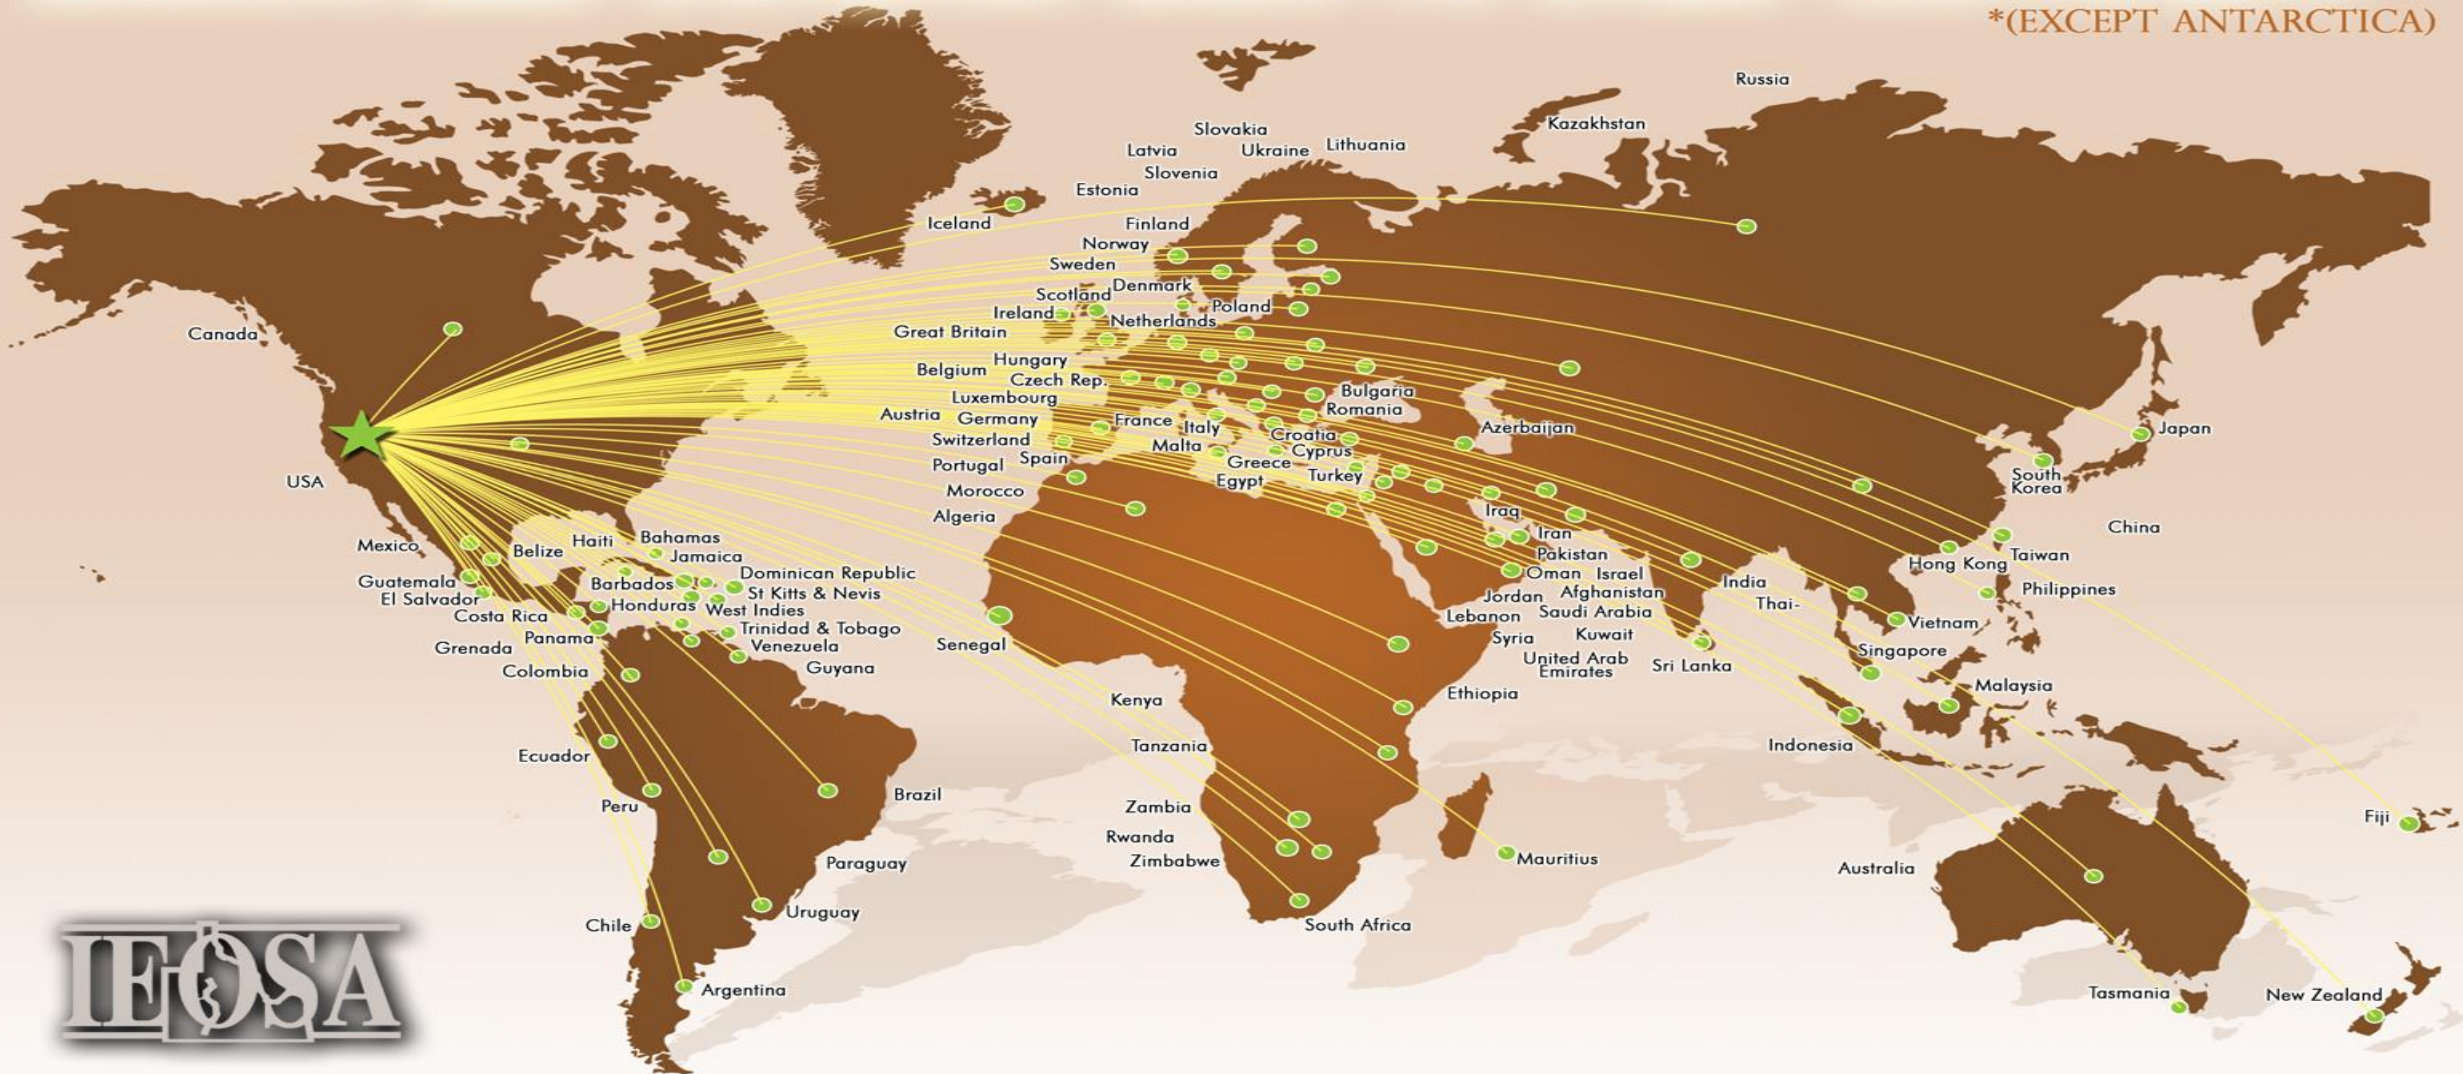 *(EXCEPT ANTARCTICA)
Russia
Kazakhstan
Slovakia
Latvia
Ukraine
Lithuania
Slovenia
Estonia
Iceland
Finland
Norway
Sweden
Denmark
Scotland
Poland
Ireland
Netherlands
Great Britain
Canada
Hungary
Belgium
Czech Rep.
Luxembourg
Bulgaria
Romania
Austria
Germany
France
Italy
Croatia
Azerbaijan
Japan
Switzerland
Malta
Cyprus
Spain
Greece
Portugal
Turkey
Egypt
South
Korea
USA
Morocco
Algeria
Iraq
Iran
China
Mexico
Belize
Haiti
Bahamas
Jamaica
Pakistan
Taiwan
Hong Kong
Guatemala
Barbados
Dominican Republic
Oman
Israel
India
El Salvador
St Kitts & Nevis
Jordan
Afghanistan
Philippines
Costa Rica
Honduras
West Indies
Lebanon
Saudi Arabia
Thai-
Vietnam
Panama
Trinidad & Tobago
Syria
Kuwait
Grenada
Venezuela
Senegal
Singapore
Colombia
Guyana
United Arab
Emirates
Sri Lanka
Malaysia
Kenya
Ethiopia
Ecuador
Tanzania
Indonesia
Peru
Brazil
Zambia
Fiji
Rwanda
Paraguay
Zimbabwe
Mauritius
Australia
Chile
Uruguay
South Africa
Argentina
Tasmania
New Zealand
IEOSA